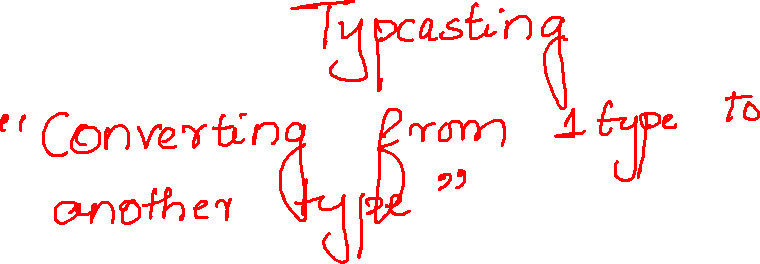 Typcasting
"Converting from 1 type to
another type"